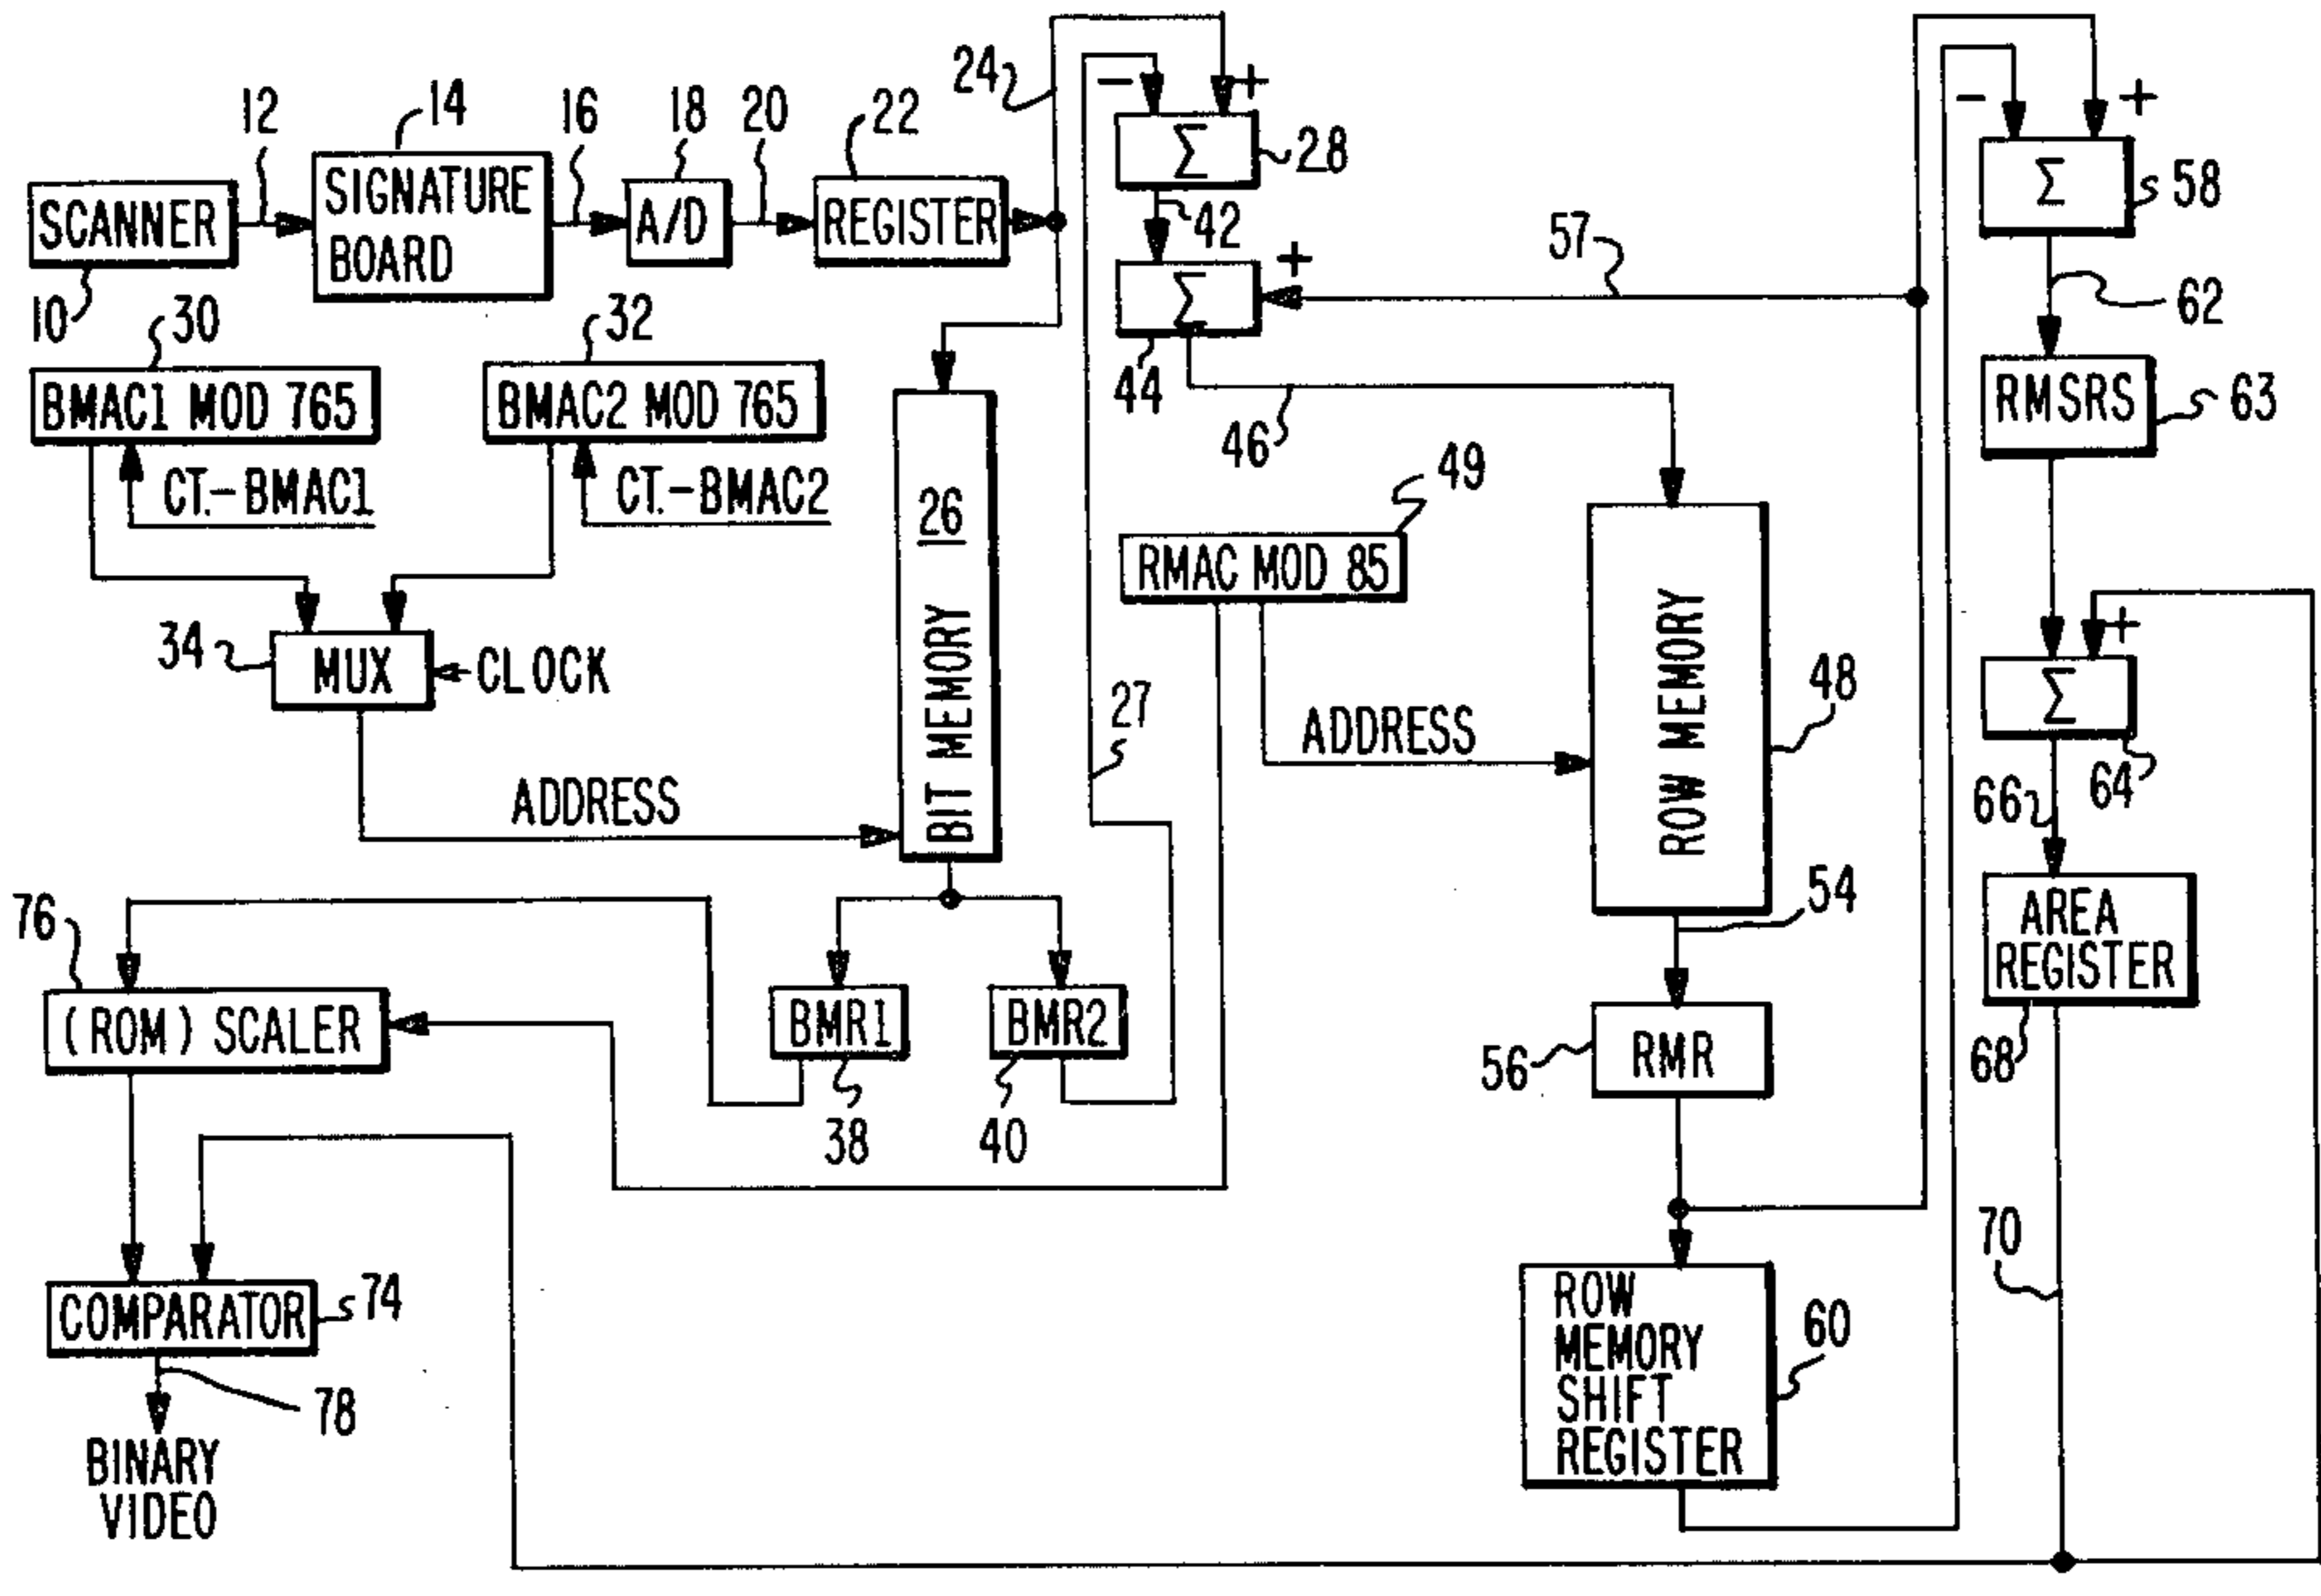 24
- +
12 14 16 18 20 22
Σ 28
- +
Σ 58
SCANNER
SIGNATURE
BOARD
A/D
REGISTER
42
57
10
30
32
+
Σ
44
62
BMAC1 MOD 765
BMAC2 MOD 765
RMSRS 63
46
CT.-BMAC1
CT.-BMAC2
26
BIT MEMORY
49
RMAC MOD 85
ROW MEMORY
48
34
MUX
CLOCK
27
+
Σ
64
ADDRESS
ADDRESS
66
54
AREA
REGISTER
68
76
(ROM) SCALER
BMR1
38
BMR2
40
56
RMR
70
COMPARATOR 74
78
BINARY
VIDEO
ROW
MEMORY
SHIFT
REGISTER
60